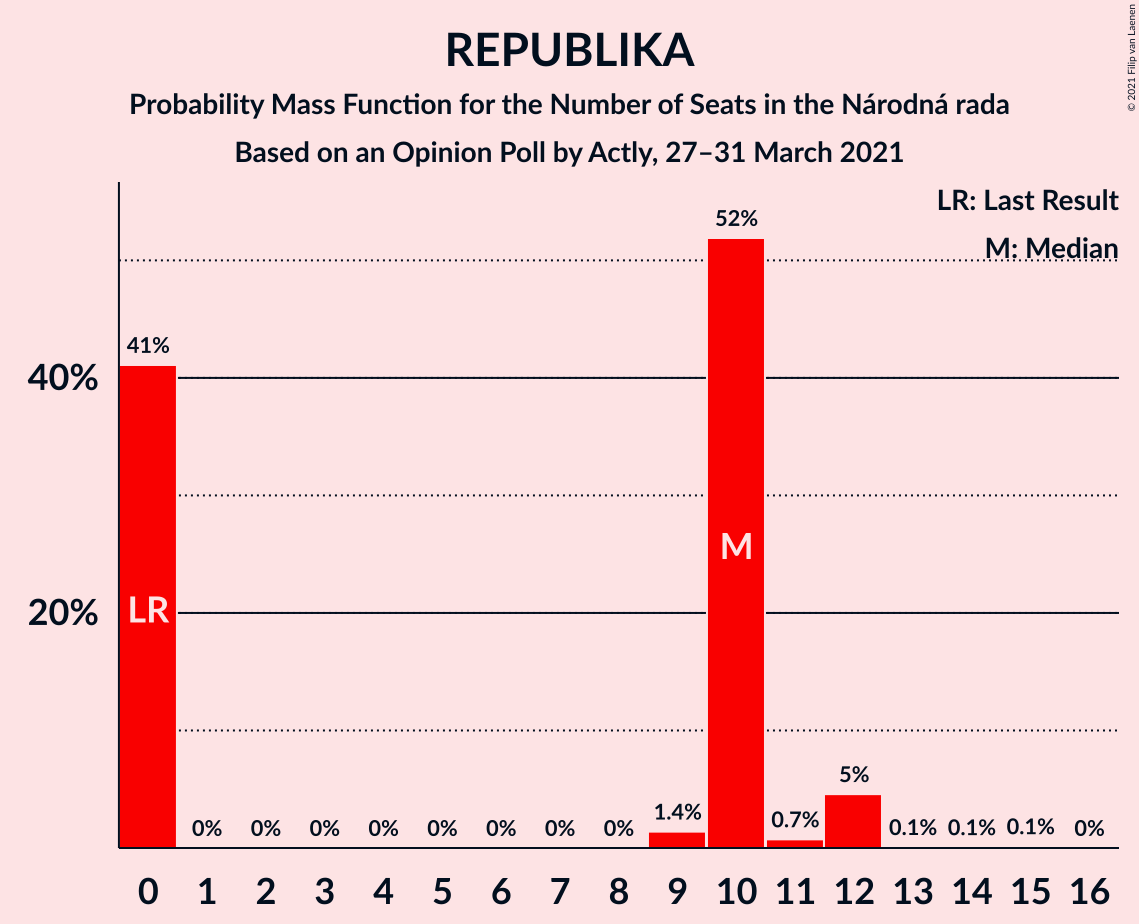 REPUBLIKA
Probability Mass Function for the Number of Seats in the Národná rada
Based on an Opinion Poll by Actly, 27–31 March 2021
© 2021 Filip van Laenen
LR: Last Result
M: Median
52%
41%
40%
M
LR
20%
5%
0% 0% 0% 0% 0% 0% 0% 0% 1.4% 0.7% 0.1% 0.1% 0.1% 0%
0 1 2 3 4 5 6 7 8 9 10 11 12 13 14 15 16